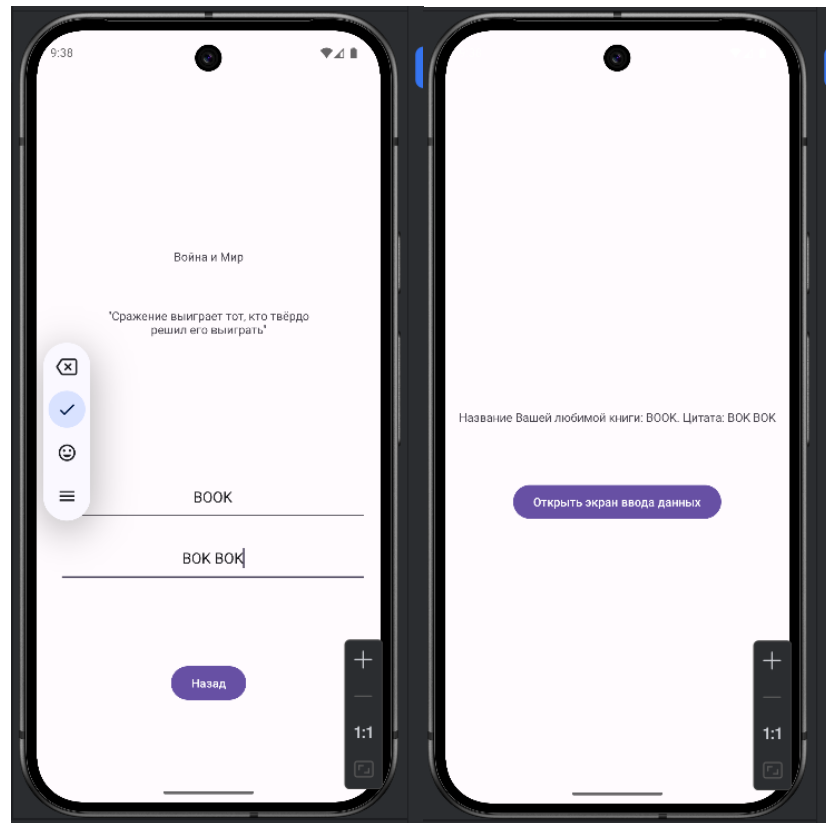 9:38
Война и Мир
"Сражение выиграет тот, кто твёрдо
решил его выиграть"
BOOK
BOK BOK
Назад
1:1
Название Вашей любимой книги: BOOK. Цитата: BOK BOK
Открыть экран ввода данных
1:1